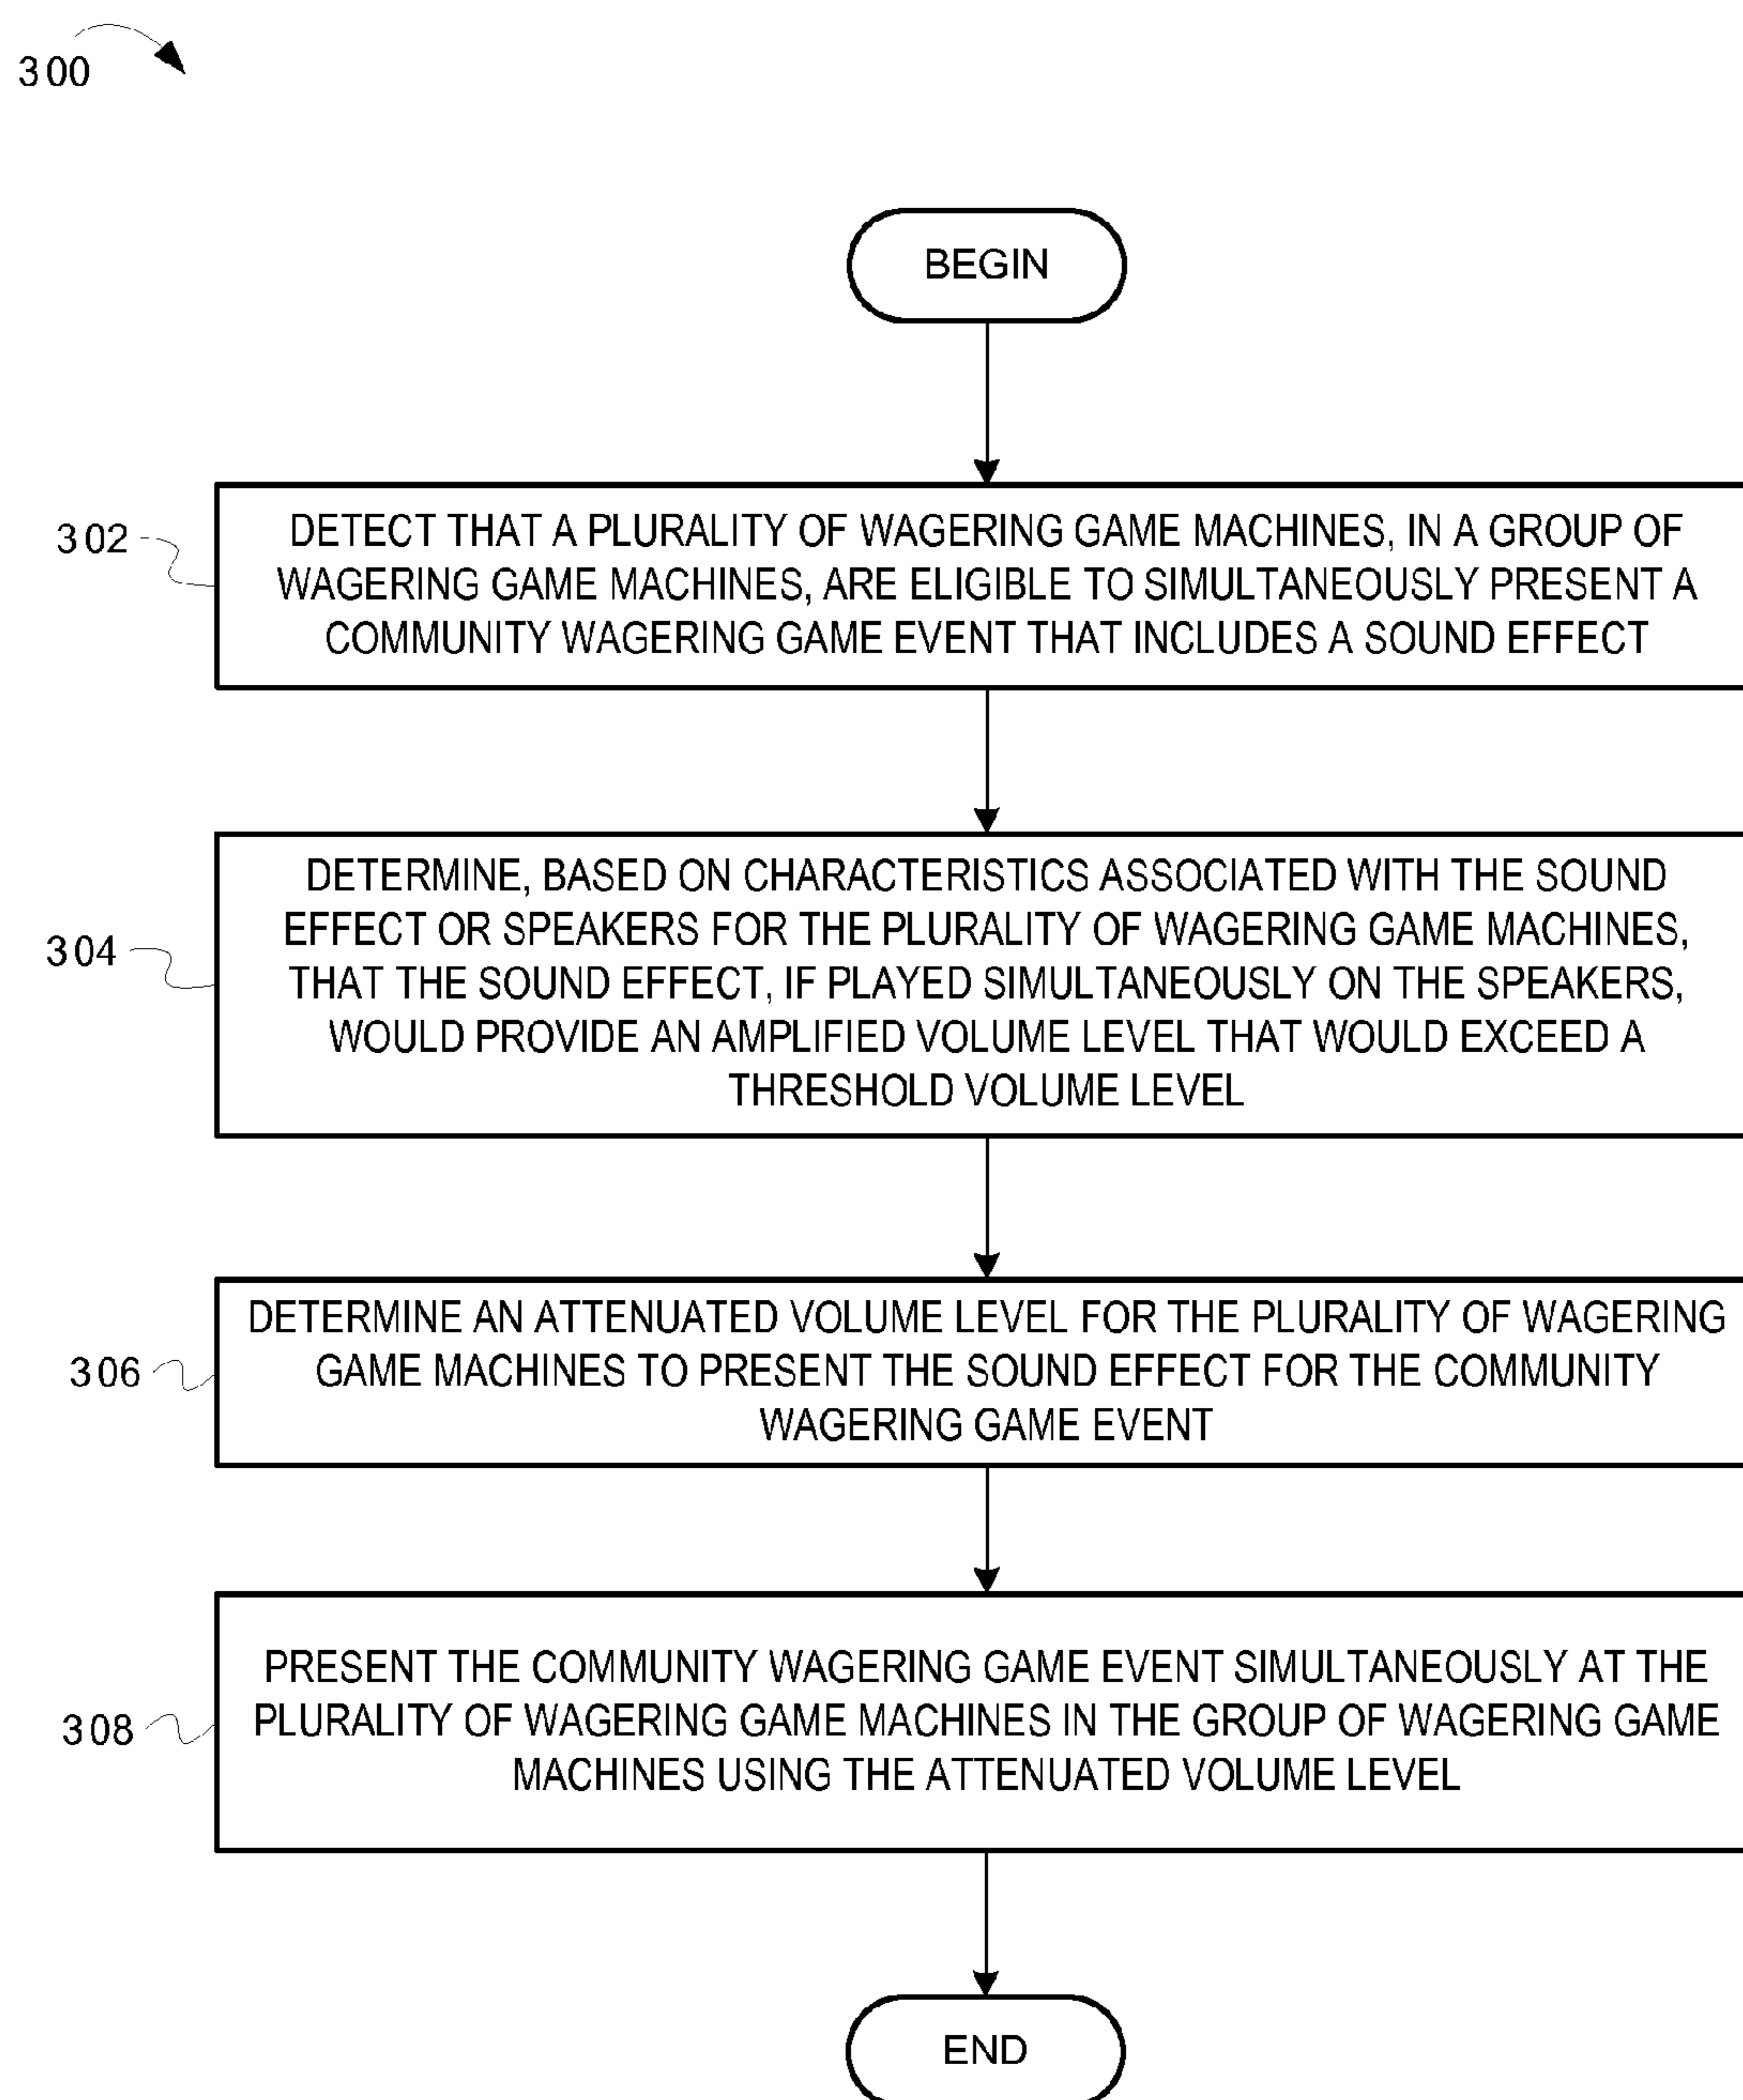 300
BEGIN
302
DETECT THAT A PLURALITY OF WAGERING GAME MACHINES, IN A GROUP OF
WAGERING GAME MACHINES, ARE ELIGIBLE TO SIMULTANEOUSLY PRESENT A
COMMUNITY WAGERING GAME EVENT THAT INCLUDES A SOUND EFFECT
304
DETERMINE, BASED ON CHARACTERISTICS ASSOCIATED WITH THE SOUND
EFFECT OR SPEAKERS FOR THE PLURALITY OF WAGERING GAME MACHINES,
THAT THE SOUND EFFECT, IF PLAYED SIMULTANEOUSLY ON THE SPEAKERS,
WOULD PROVIDE AN AMPLIFIED VOLUME LEVEL THAT WOULD EXCEED A
THRESHOLD VOLUME LEVEL
306
DETERMINE AN ATTENUATED VOLUME LEVEL FOR THE PLURALITY OF WAGERING
GAME MACHINES TO PRESENT THE SOUND EFFECT FOR THE COMMUNITY
WAGERING GAME EVENT
308
PRESENT THE COMMUNITY WAGERING GAME EVENT SIMULTANEOUSLY AT THE
PLURALITY OF WAGERING GAME MACHINES IN THE GROUP OF WAGERING GAME
MACHINES USING THE ATTENUATED VOLUME LEVEL
END